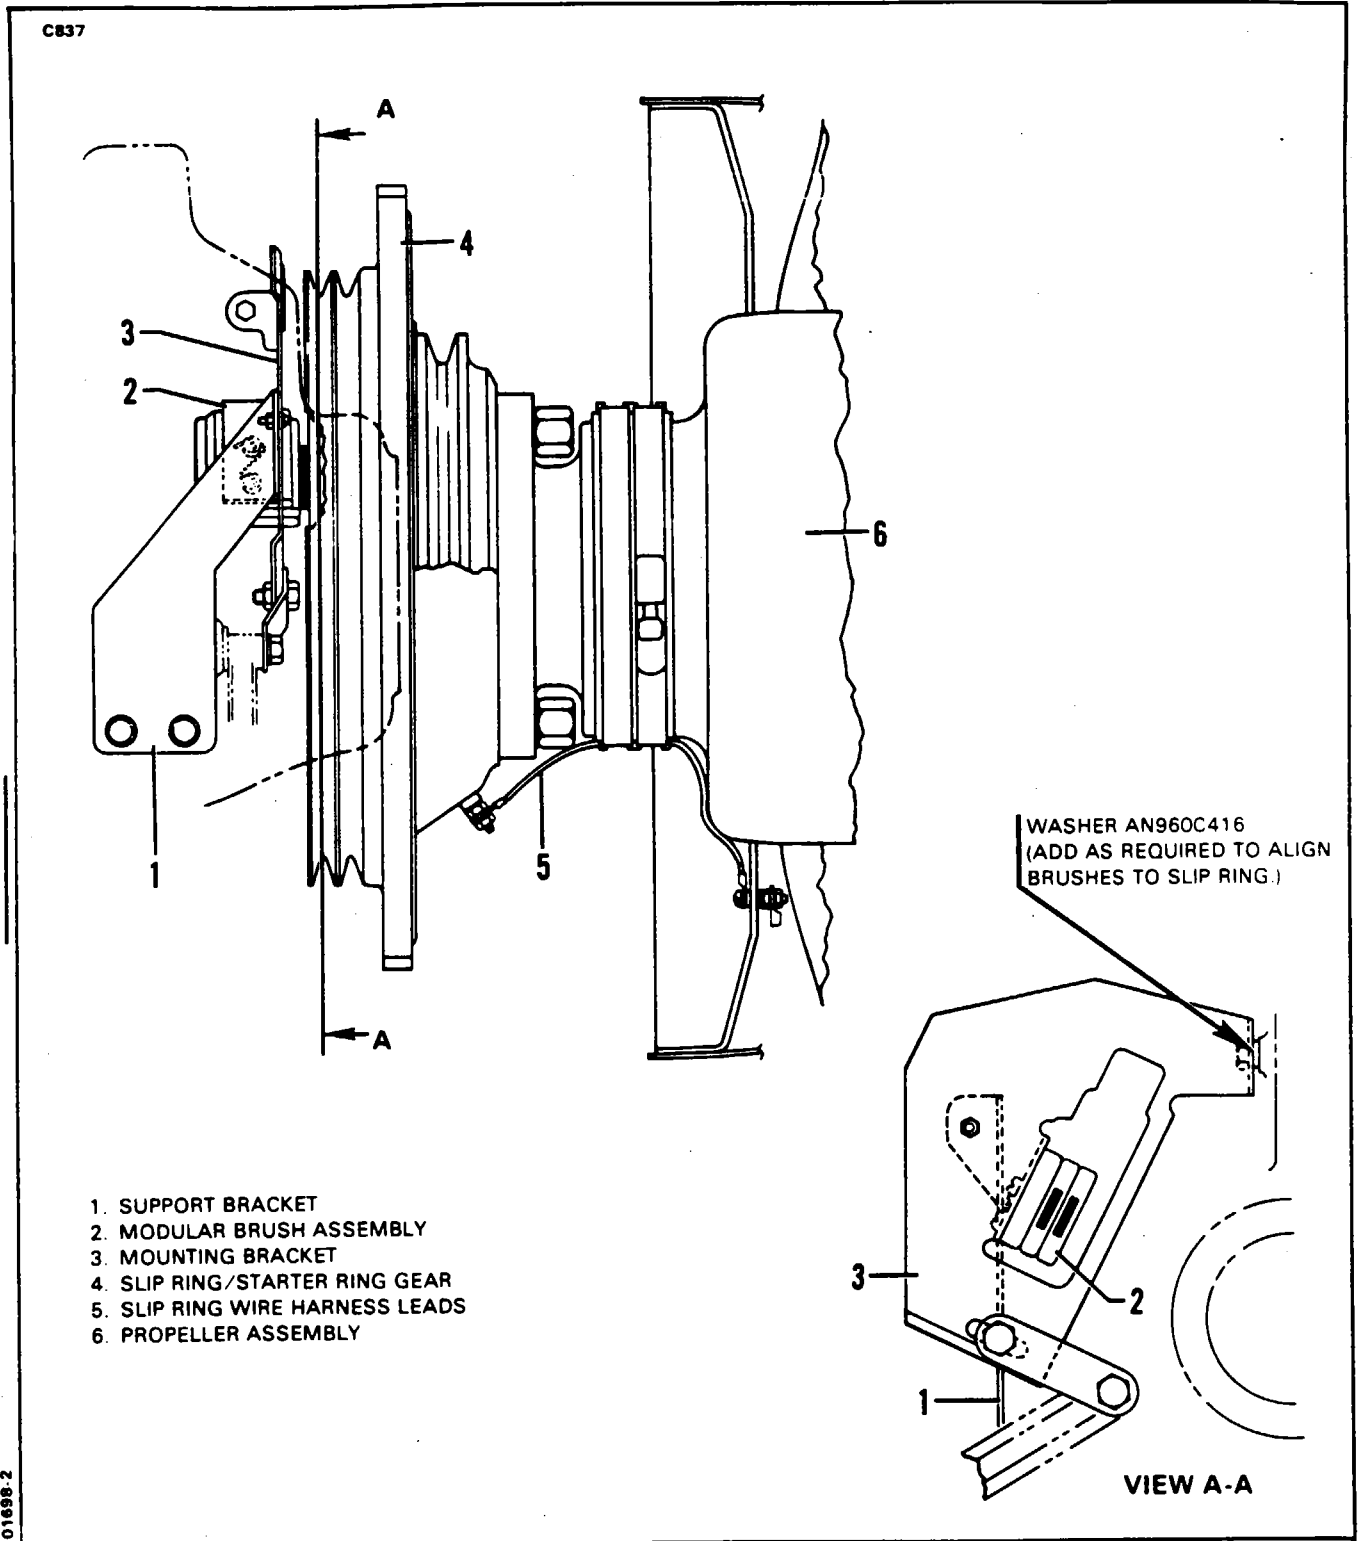 C837
A
4
3
2
6
1
5
A
WASHER AN960C416
(ADD AS REQUIRED TO ALIGN
BRUSHES TO SLIP RING.)
1. SUPPORT BRACKET
2. MODULAR BRUSH ASSEMBLY
3. MOUNTING BRACKET
4. SLIP RING/STARTER RING GEAR
5. SLIP RING WIRE HARNESS LEADS
6. PROPELLER ASSEMBLY
3
2
1
VIEW A-A
01698-2